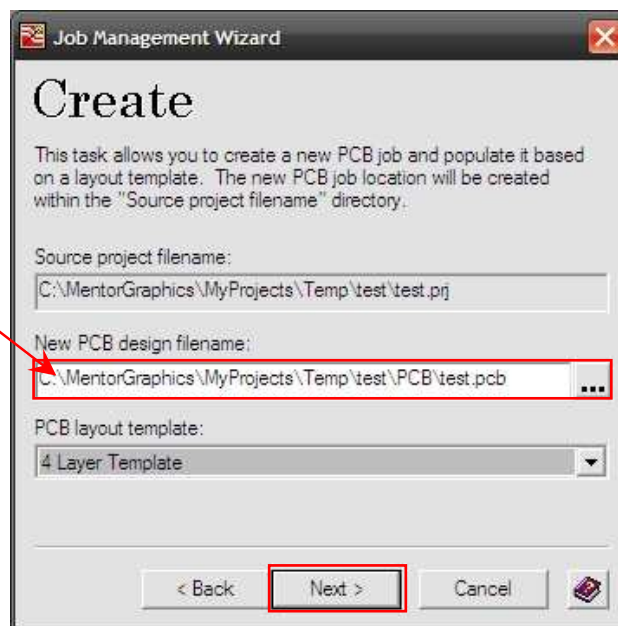 Job Management Wizard
Create
This task allows you to create a new PCB job and populate it based
on a layout template. The new PCB job location will be created
within the "Source project filename" directory.
Source project filename:
C:\MentorGraphics\MyProjects\Temp\test\test.prj
New PCB design filename:
C:\MentorGraphics\MyProjects\Temp\test\PCB\test.pcb
...
PCB layout template:
4 Layer Template
< Back
Next >
Cancel